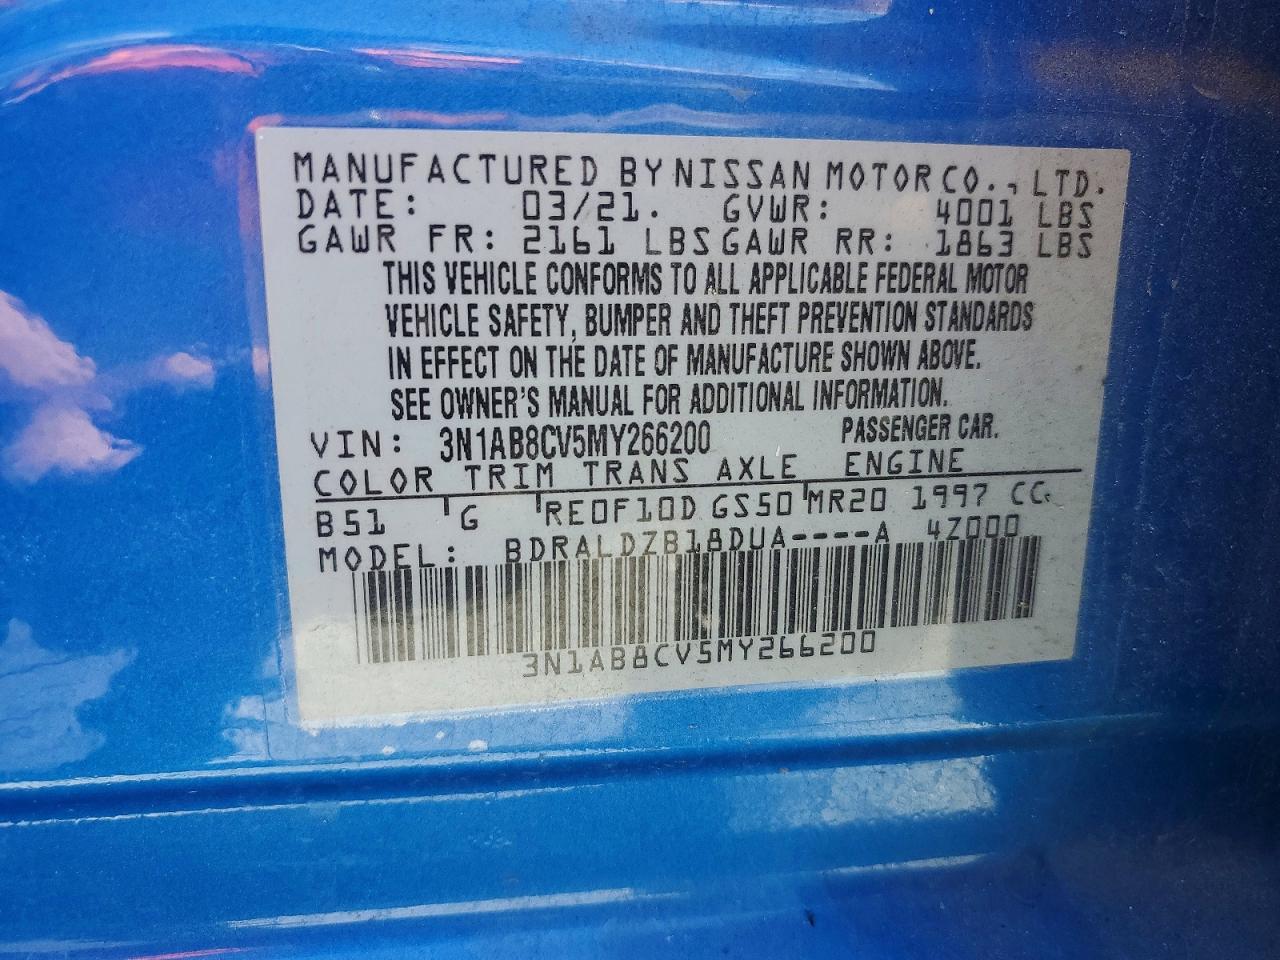 MANUFACTURED BY NISSAN MOTOR CO., LTD.
DATE: 03/21. GVWR: 4001 LBS
GAWR FR: 2161 LBS GAWR RR: 1863 LBS
THIS VEHICLE CONFORMS TO ALL APPLICABLE FEDERAL MOTOR
VEHICLE SAFETY, BUMPER AND THEFT PREVENTION STANDARDS
IN EFFECT ON THE DATE OF MANUFACTURE SHOWN ABOVE.
SEE OWNER'S MANUAL FOR ADDITIONAL INFORMATION.
VIN: 3N1AB8CV5MY266200 PASSENGER CAR.
COLOR TRIM TRANS AXLE ENGINE
B51 G RE0F10D GS50 MR20 1997 CC.
MODEL: BDRALDZB18DUA----A 4Z000
3N1AB8CV5MY266200